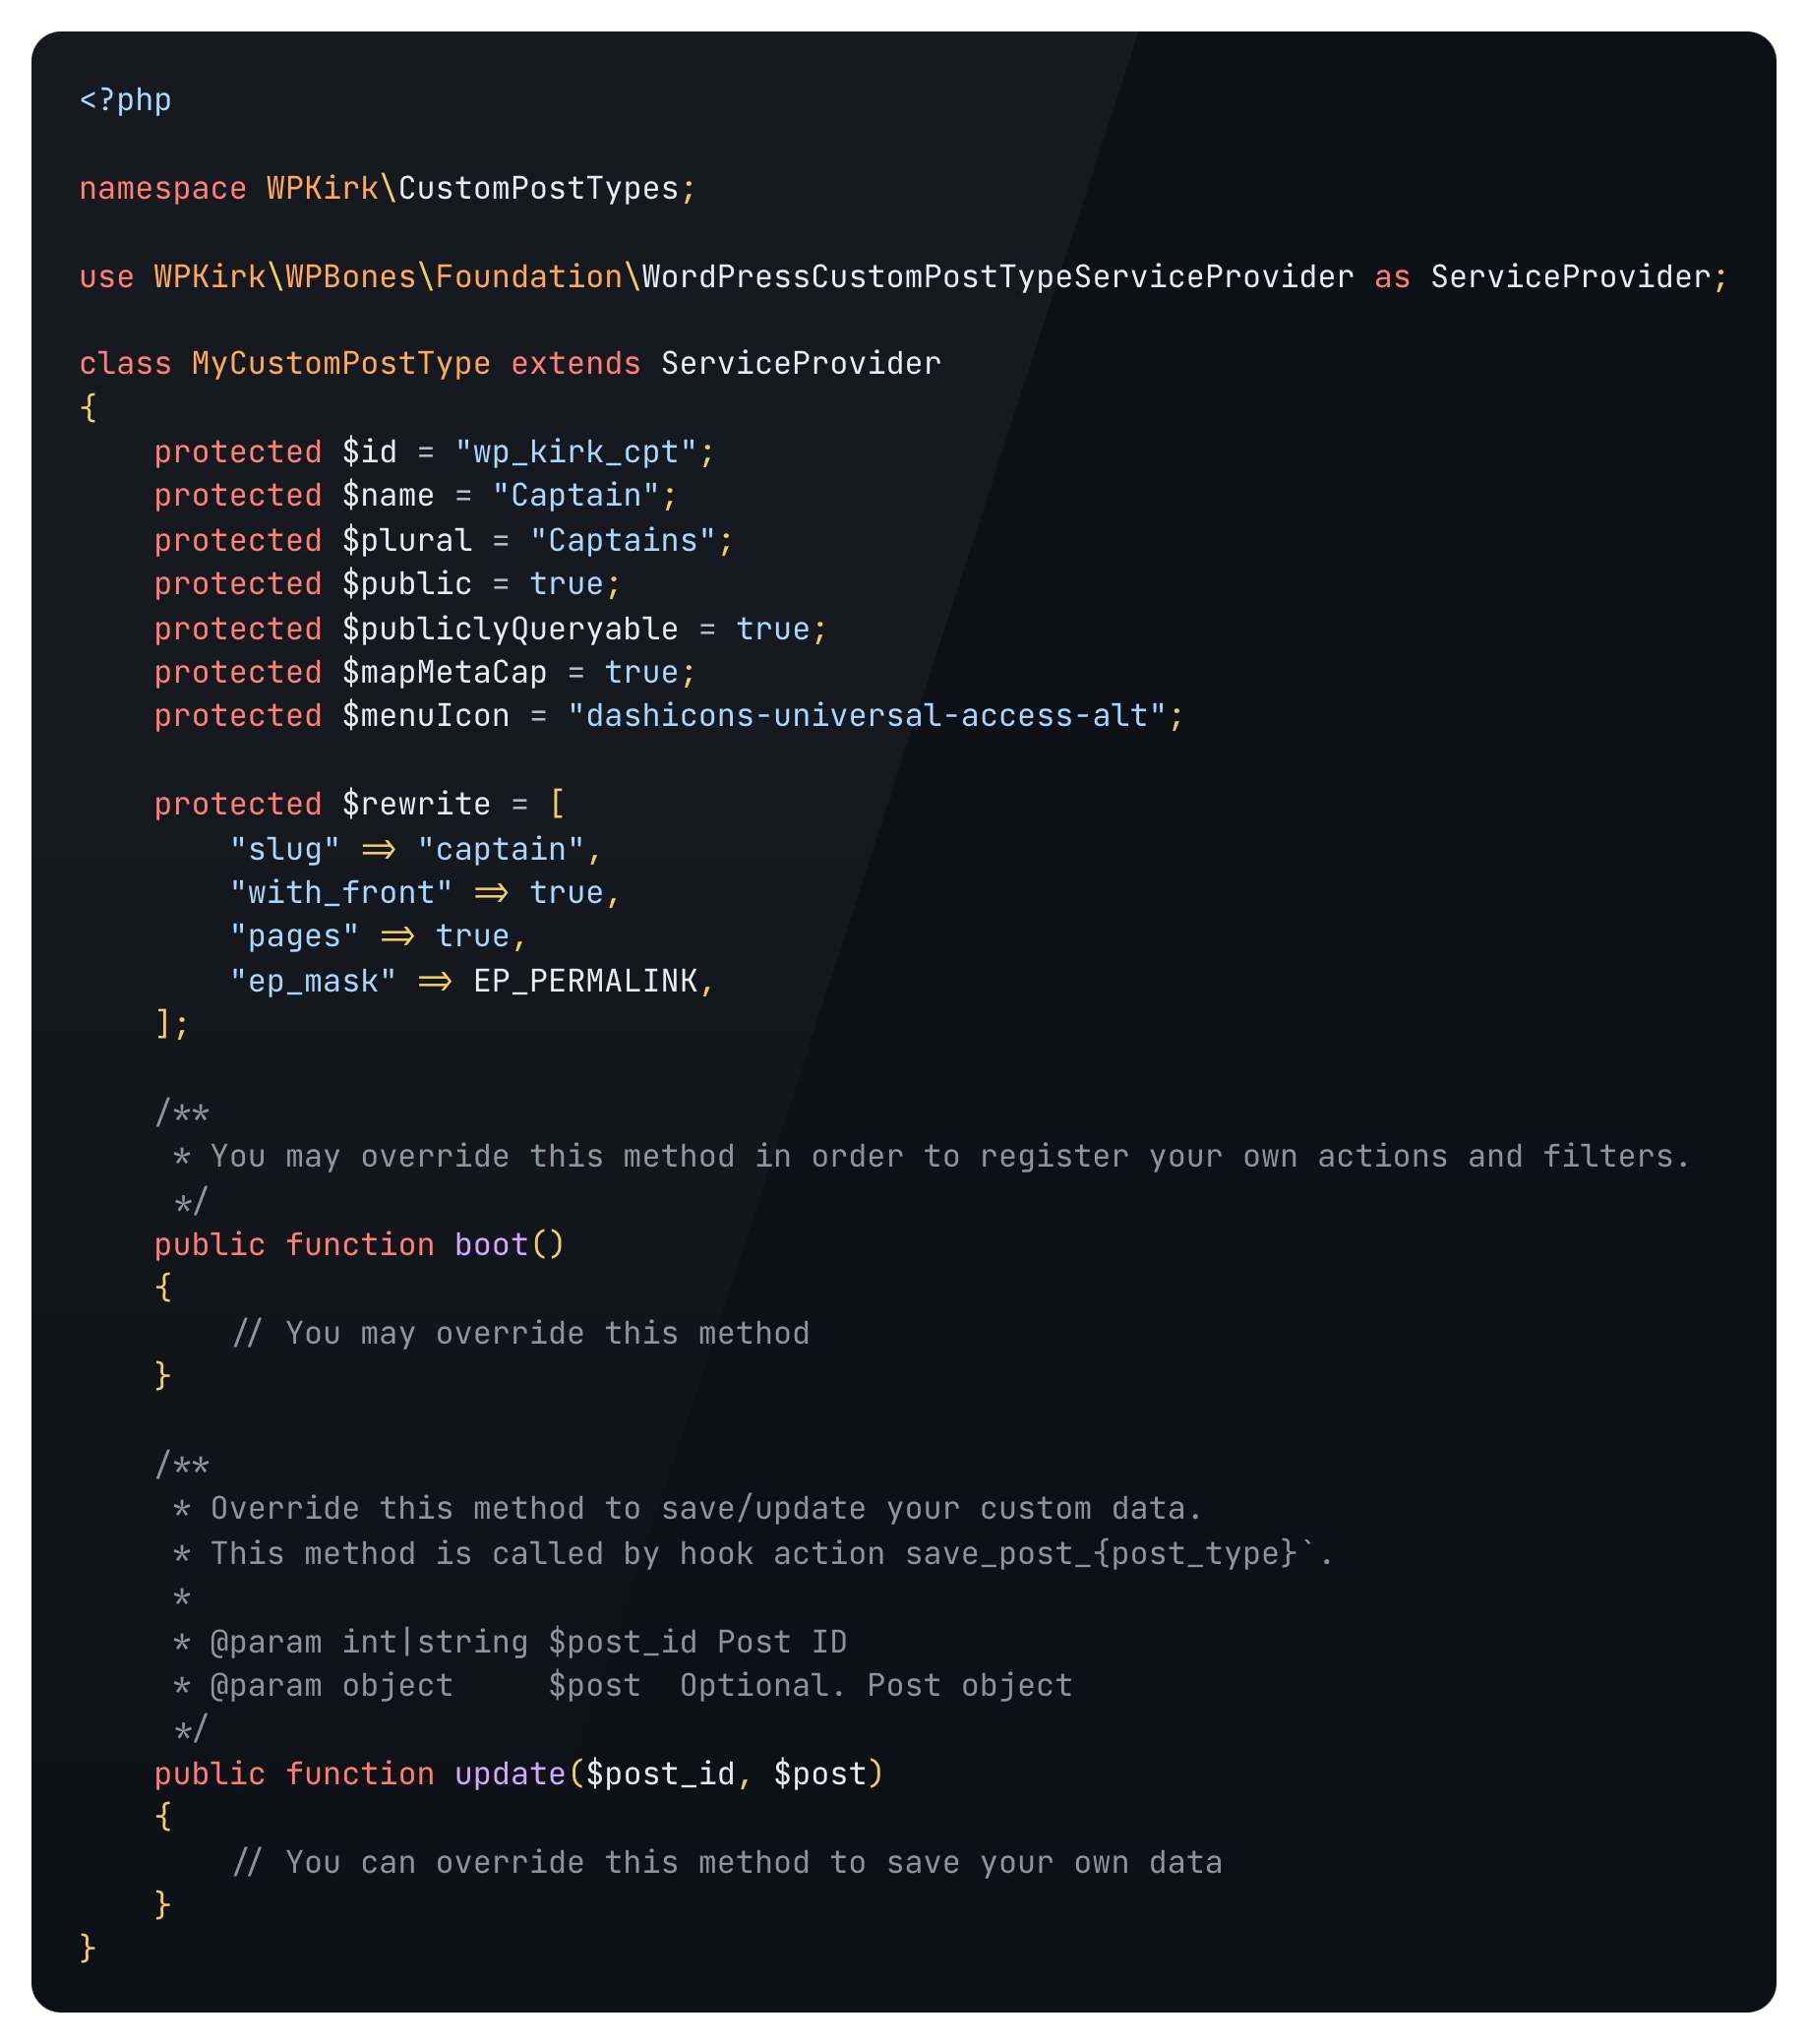 <?php

namespace WPKirk\CustomPostTypes;

use WPKirk\WPBones\Foundation\WordPressCustomPostTypeServiceProvider as ServiceProvider;

class MyCustomPostType extends ServiceProvider
{
    protected $id = "wp_kirk_cpt";
    protected $name = "Captain";
    protected $plural = "Captains";
    protected $public = true;
    protected $publiclyQueryable = true;
    protected $mapMetaCap = true;
    protected $menuIcon = "dashicons-universal-access-alt";

    protected $rewrite = [
        "slug" => "captain",
        "with_front" => true,
        "pages" => true,
        "ep_mask" => EP_PERMALINK,
    ];

    /**
     * You may override this method in order to register your own actions and filters.
     */
    public function boot()
    {
        // You may override this method
    }

    /**
     * Override this method to save/update your custom data.
     * This method is called by hook action save_post_{post_type}`.
     *
     * @param int|string $post_id Post ID
     * @param object     $post  Optional. Post object
     */
    public function update($post_id, $post)
    {
        // You can override this method to save your own data
    }
}